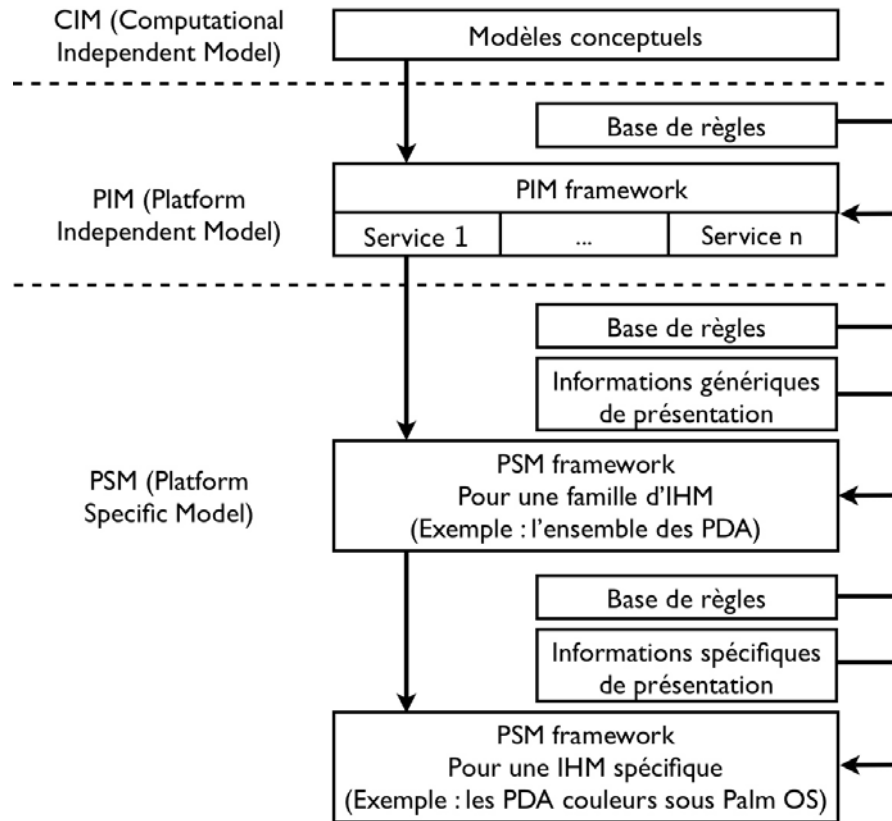 CIM (Computational
Independent Model)
Modèles conceptuels
Base de règles
PIM (Platform
Independent Model)
PIM framework
Service 1
...
Service n
Base de règles
Informations génériques
de présentation
PSM (Platform
Specific Model)
PSM framework
Pour une famille d'IHM
(Exemple : l'ensemble des PDA)
Base de règles
Informations spécifiques
de présentation
PSM framework
Pour une IHM spécifique
(Exemple : les PDA couleurs sous Palm OS)